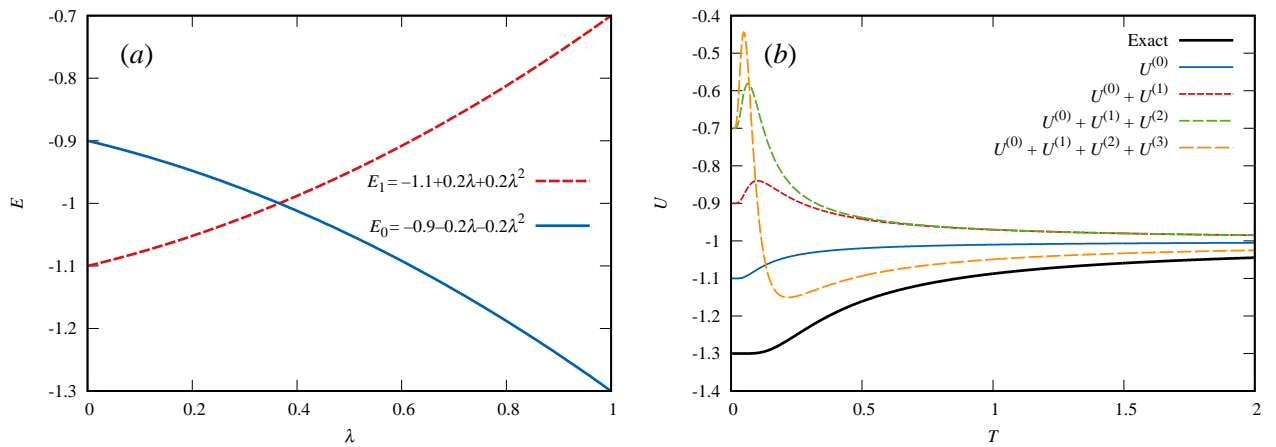 (a)
-0.7
-0.8
-0.9
-1
-1.1
-1.2
-1.3
E
E₁ = −1.1+0.2λ+0.2λ²
E₀ = −0.9−0.2λ−0.2λ²
0 0.2 0.4 0.6 0.8 1
λ
(b)
-0.4
-0.5
-0.6
-0.7
-0.8
-0.9
-1
-1.1
-1.2
-1.3
-1.4
U
Exact
U⁽⁰⁾
U⁽⁰⁾ + U⁽¹⁾
U⁽⁰⁾ + U⁽¹⁾ + U⁽²⁾
U⁽⁰⁾ + U⁽¹⁾ + U⁽²⁾ + U⁽³⁾
0 0.5 1 1.5 2
T